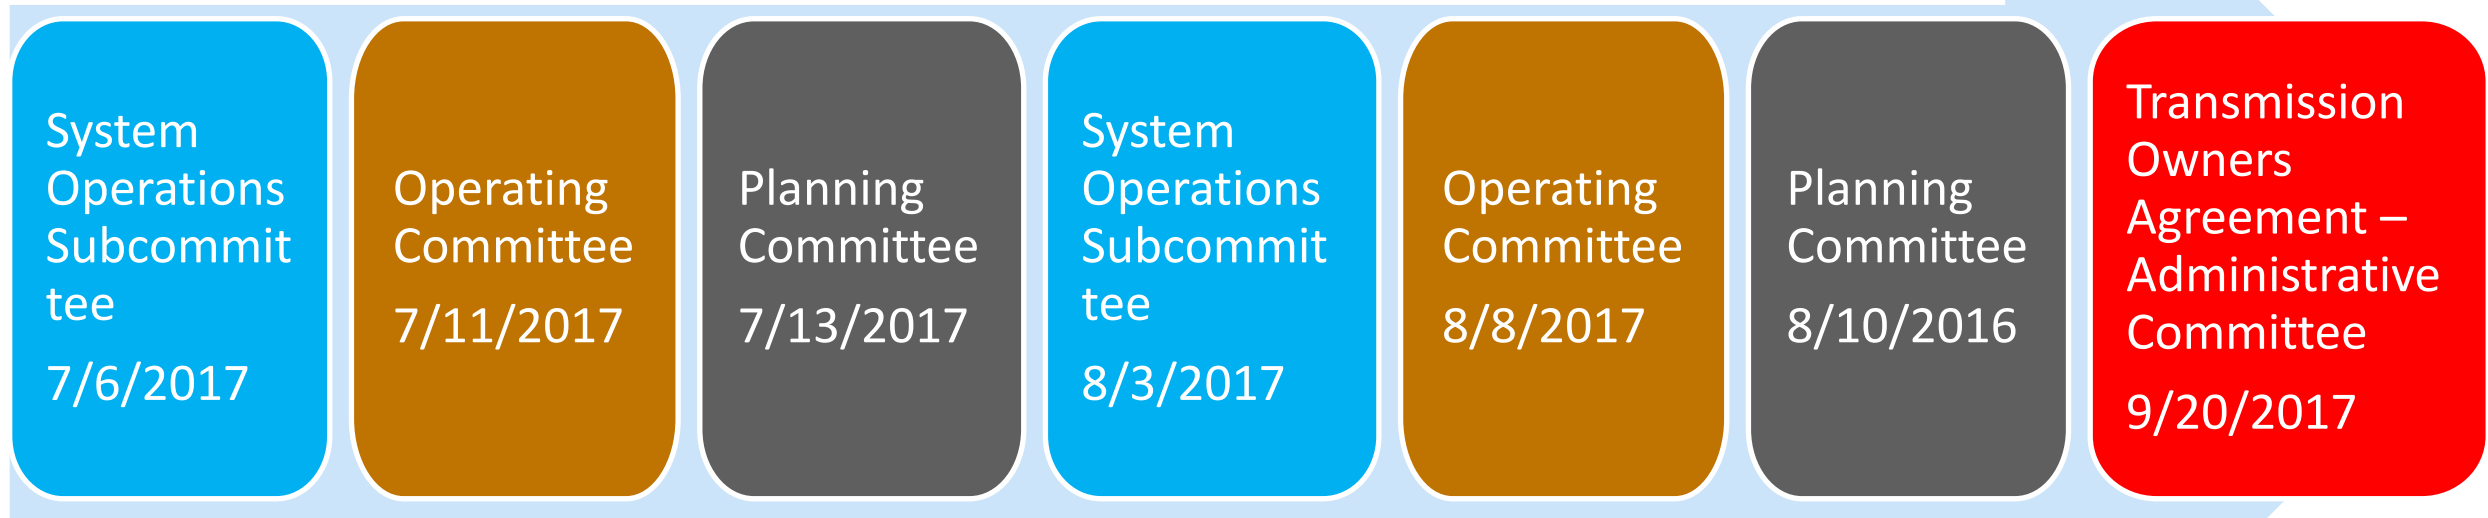 System
Operations
Subcommit
tee
7/6/2017
Operating
Committee
7/11/2017
Planning
Committee
7/13/2017
System
Operations
Subcommit
tee
8/3/2017
Operating
Committee
8/8/2017
Planning
Committee
8/10/2016
Transmission
Owners
Agreement –
Administrative
Committee
9/20/2017